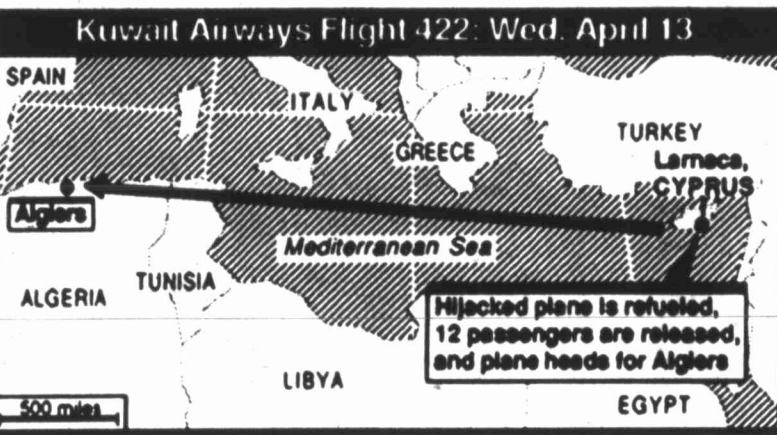 Kuwait Airways Flight 422: Wed. April 13
SPAIN
ITALY
GREECE
TURKEY
Larnaca,
CYPRUS
Algiers
Mediterranean Sea
TUNISIA
ALGERIA
Hijacked plane is refueled,
12 passengers are released,
and plane heads for Algiers
LIBYA
EGYPT
500 miles